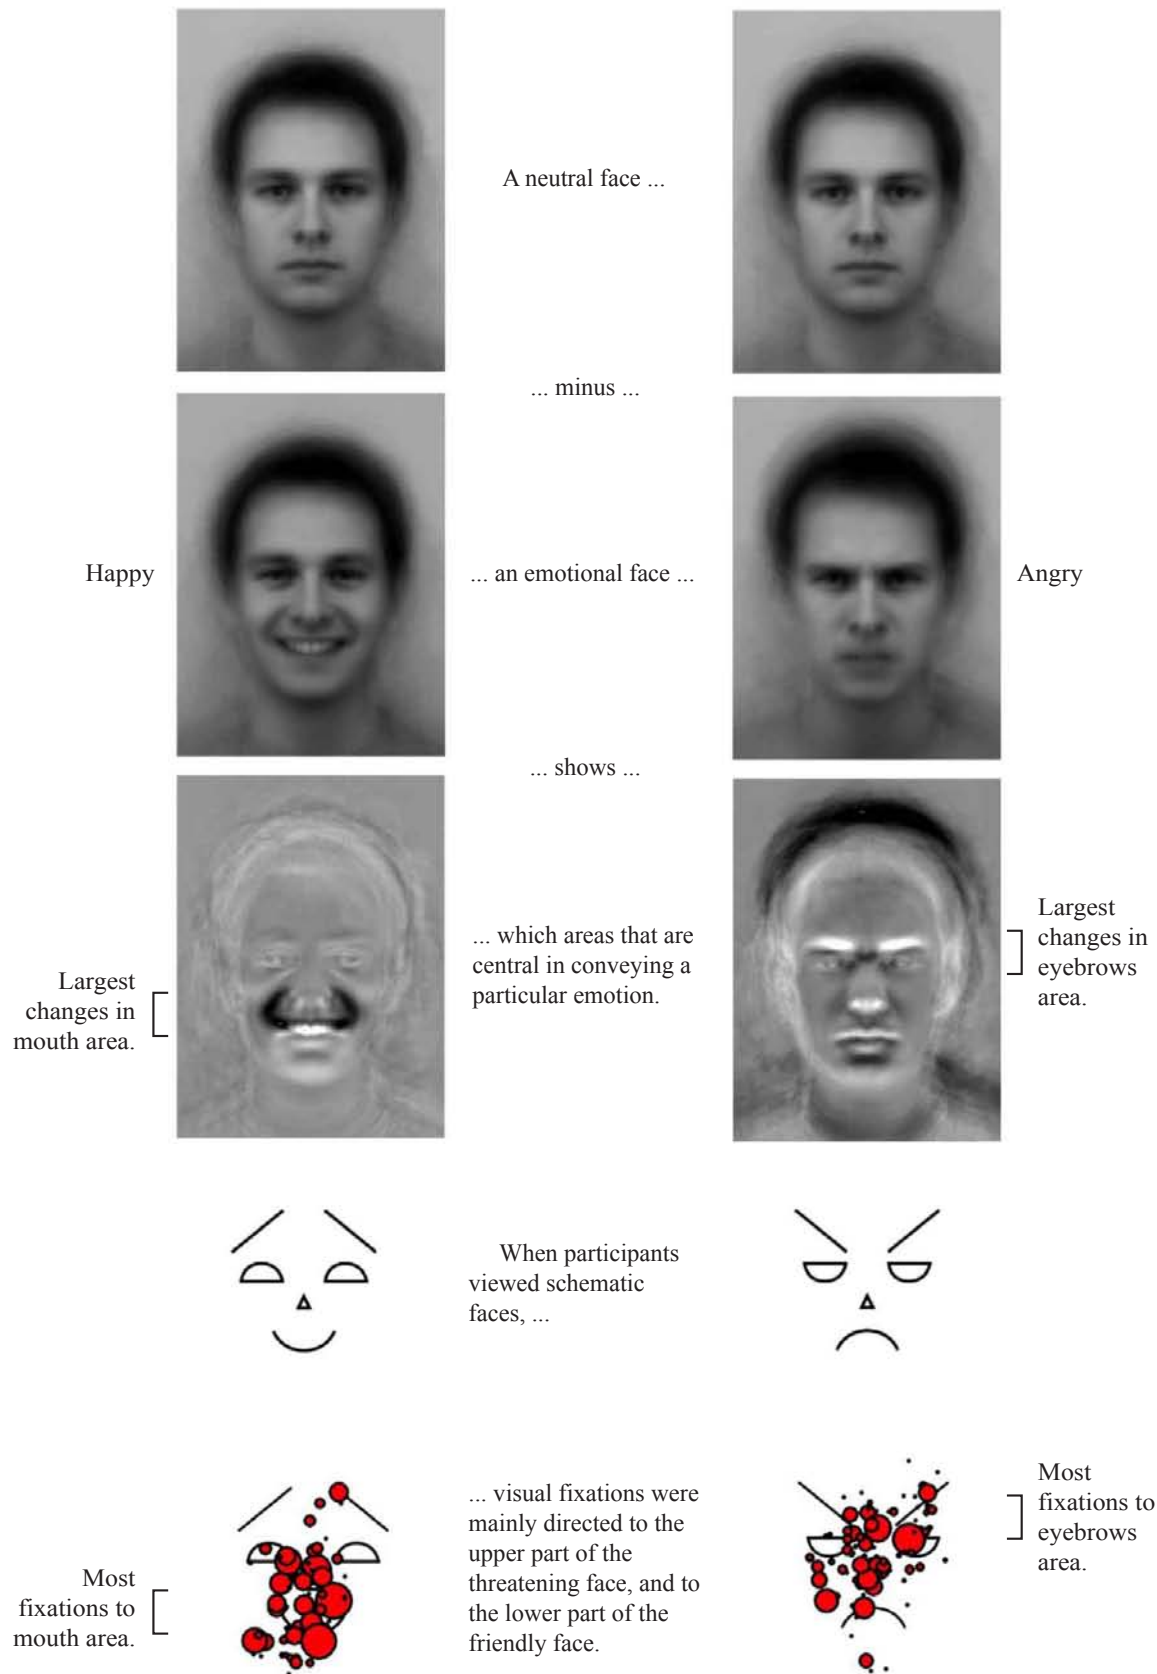 A neutral face ...
... minus ...
Happy
... an emotional face ...
Angry
... shows ...
Largest
changes in
mouth area.
... which areas that are
central in conveying a
particular emotion.
Largest
changes in
eyebrows
area.
When participants
viewed schematic
faces, ...
Most
fixations to
mouth area.
... visual fixations were
mainly directed to the
upper part of the
threatening face, and to
the lower part of the
friendly face.
Most
fixations to
eyebrows
area.